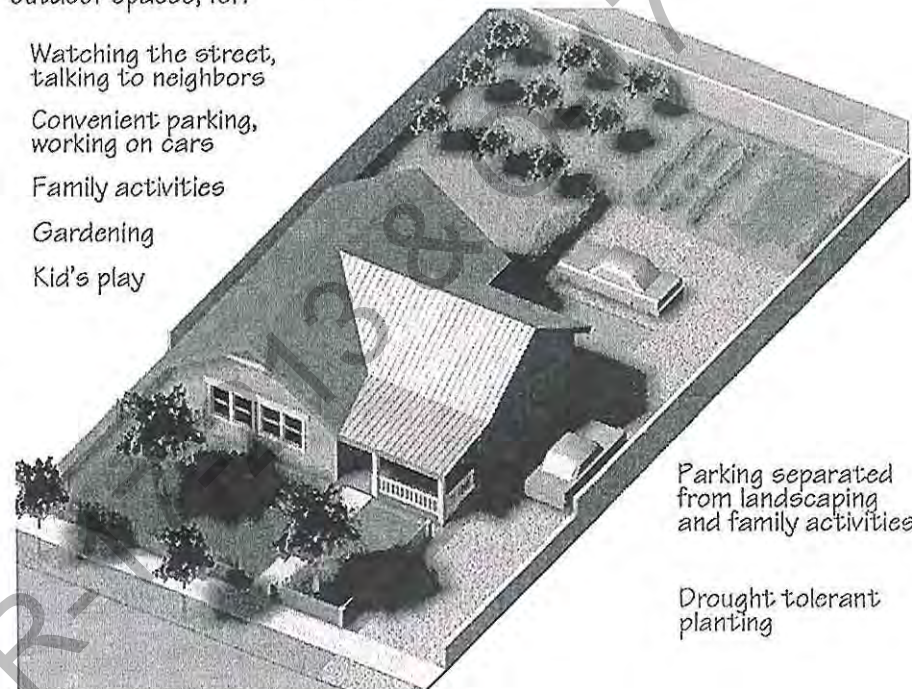 Watching the street,
talking to neighbors
Convenient parking,
working on cars
Family activities
Gardening
Kid's play
Parking separated
from landscaping
and family activities
Drought tolerant
planting